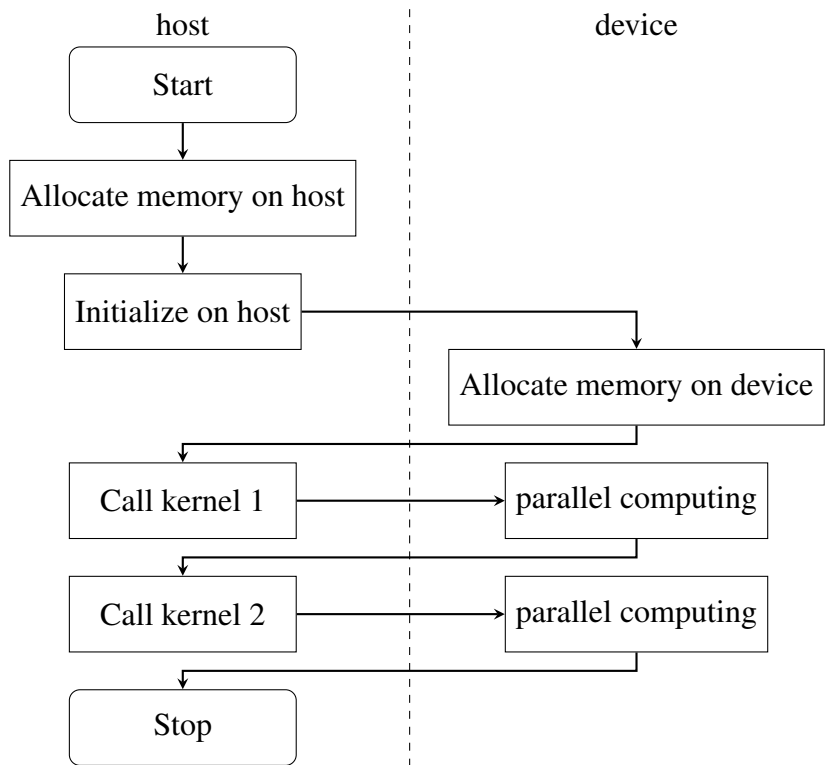 host
device
Start
Allocate memory on host
Initialize on host
Allocate memory on device
Call kernel 1
parallel computing
Call kernel 2
parallel computing
Stop